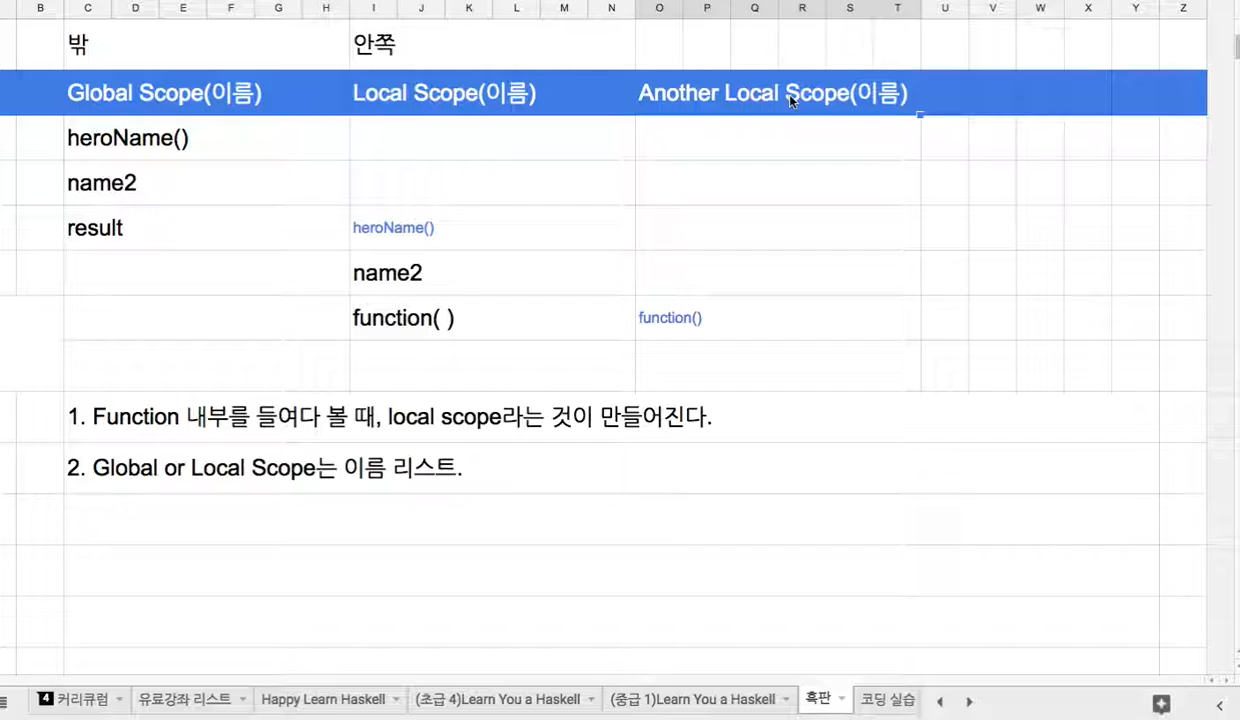 B C D E F G H I J K L M N O P Q R S T U V W X Y Z
밖 안쪽
Global Scope(이름) Local Scope(이름) Another Local Scope(이름)
heroName()
name2
result heroName()
name2
function( ) function()
1. Function 내부를 들여다 볼 때, local scope라는 것이 만들어진다.
2. Global or Local Scope는 이름 리스트.
4 커리큐럼 유료강좌 리스트 Happy Learn Haskell (초급 4)Learn You a Haskell (중급 1)Learn You a Haskell 흑판 코딩 실습